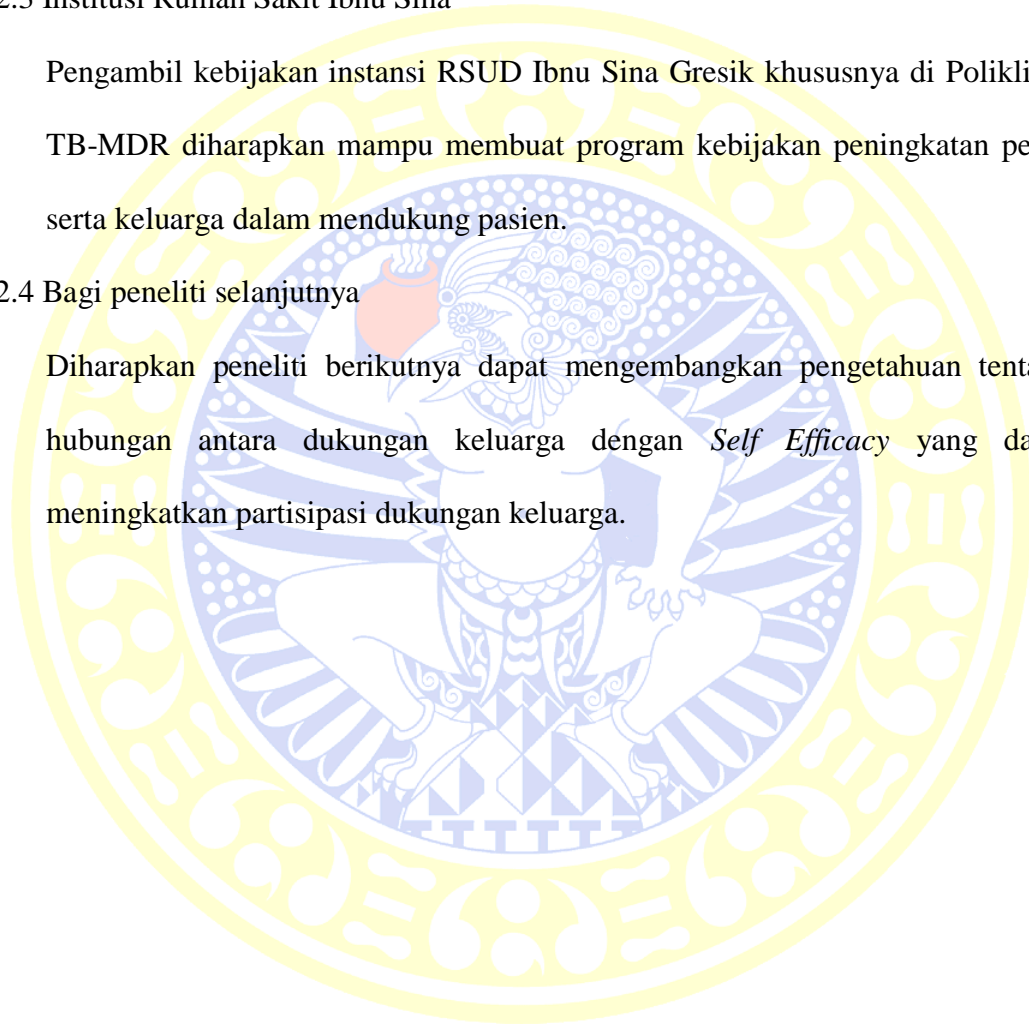 2.3 Institusi Rumah Sakit Ibnu Sina
Pengambil kebijakan instansi RSUD Ibnu Sina Gresik khususnya di Polikli
TB-MDR diharapkan mampu membuat program kebijakan peningkatan pe
serta keluarga dalam mendukung pasien.
2.4 Bagi peneliti selanjutnya
Diharapkan peneliti berikutnya dapat mengembangkan pengetahuan tenta
hubungan antara dukungan keluarga dengan Self Efficacy yang da
meningkatkan partisipasi dukungan keluarga.